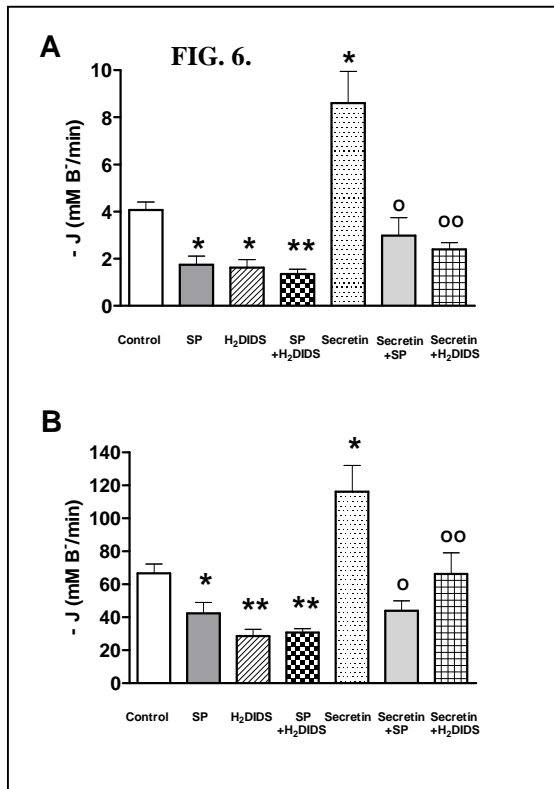 A
FIG. 6.
- J (mM B⁻/min)
10
8
6
4
2
0
*
*
**
*
o
oo
Control SP H₂DIDS SP Secretin Secretin Secretin
+H₂DIDS +SP +H₂DIDS
B
- J (mM B⁻/min)
140
120
100
80
60
40
20
0
*
**
**
*
o
oo
Control SP H₂DIDS SP Secretin Secretin Secretin
+H₂DIDS +SP +H₂DIDS